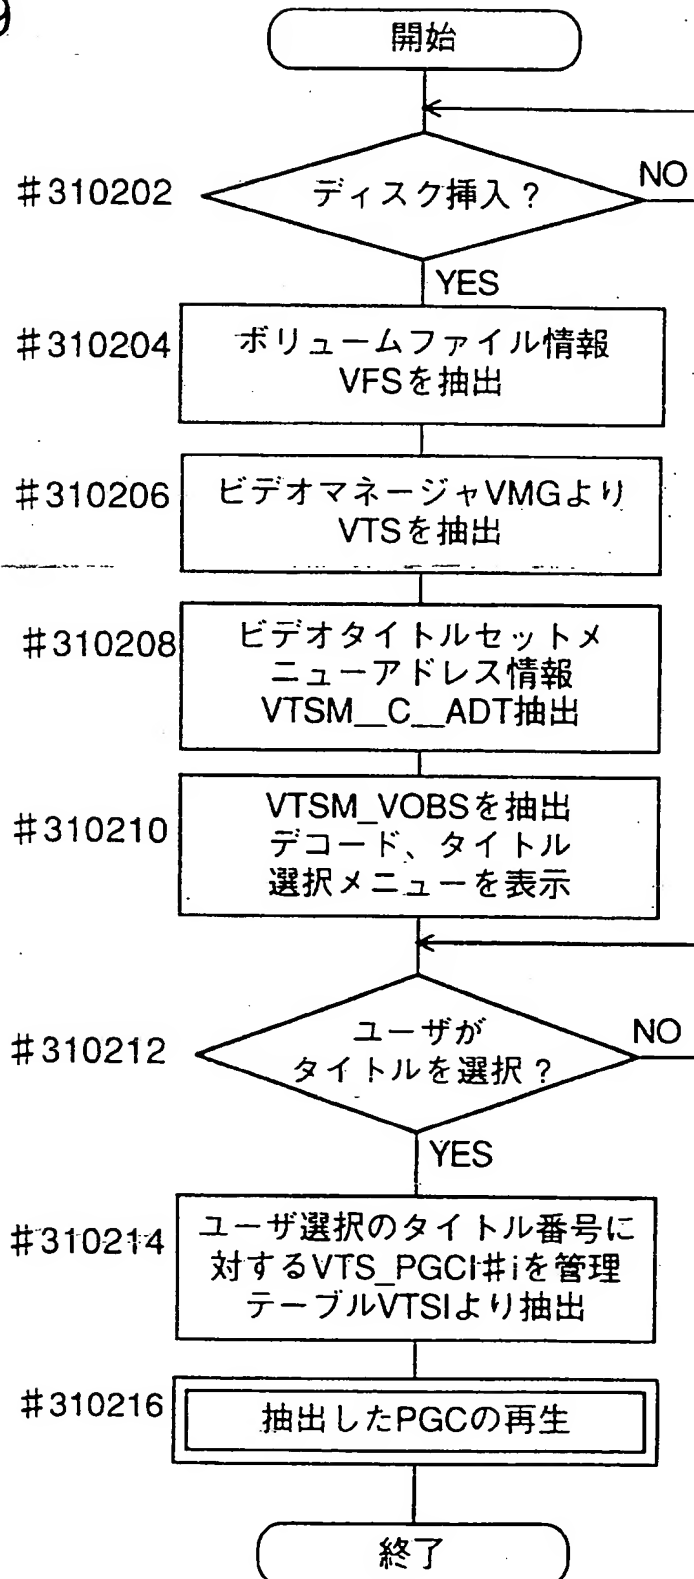 9
開始
#310202
ディスク挿入?
NO
YES
#310204
ボリュームファイル情報
VFSを抽出
#310206
ビデオマネージャVMGより
VTSを抽出
#310208
ビデオタイトルセットメ
ニューアドレス情報
VTSM__C__ADT抽出
#310210
VTSM_VOBSを抽出
デコード、タイトル
選択メニューを表示
#310212
ユーザが
タイトルを選択?
NO
YES
#310214
ユーザ選択のタイトル番号に
対するVTS_PGCI#iを管理
テーブルVTSIより抽出
#310216
抽出したPGCの再生
終了